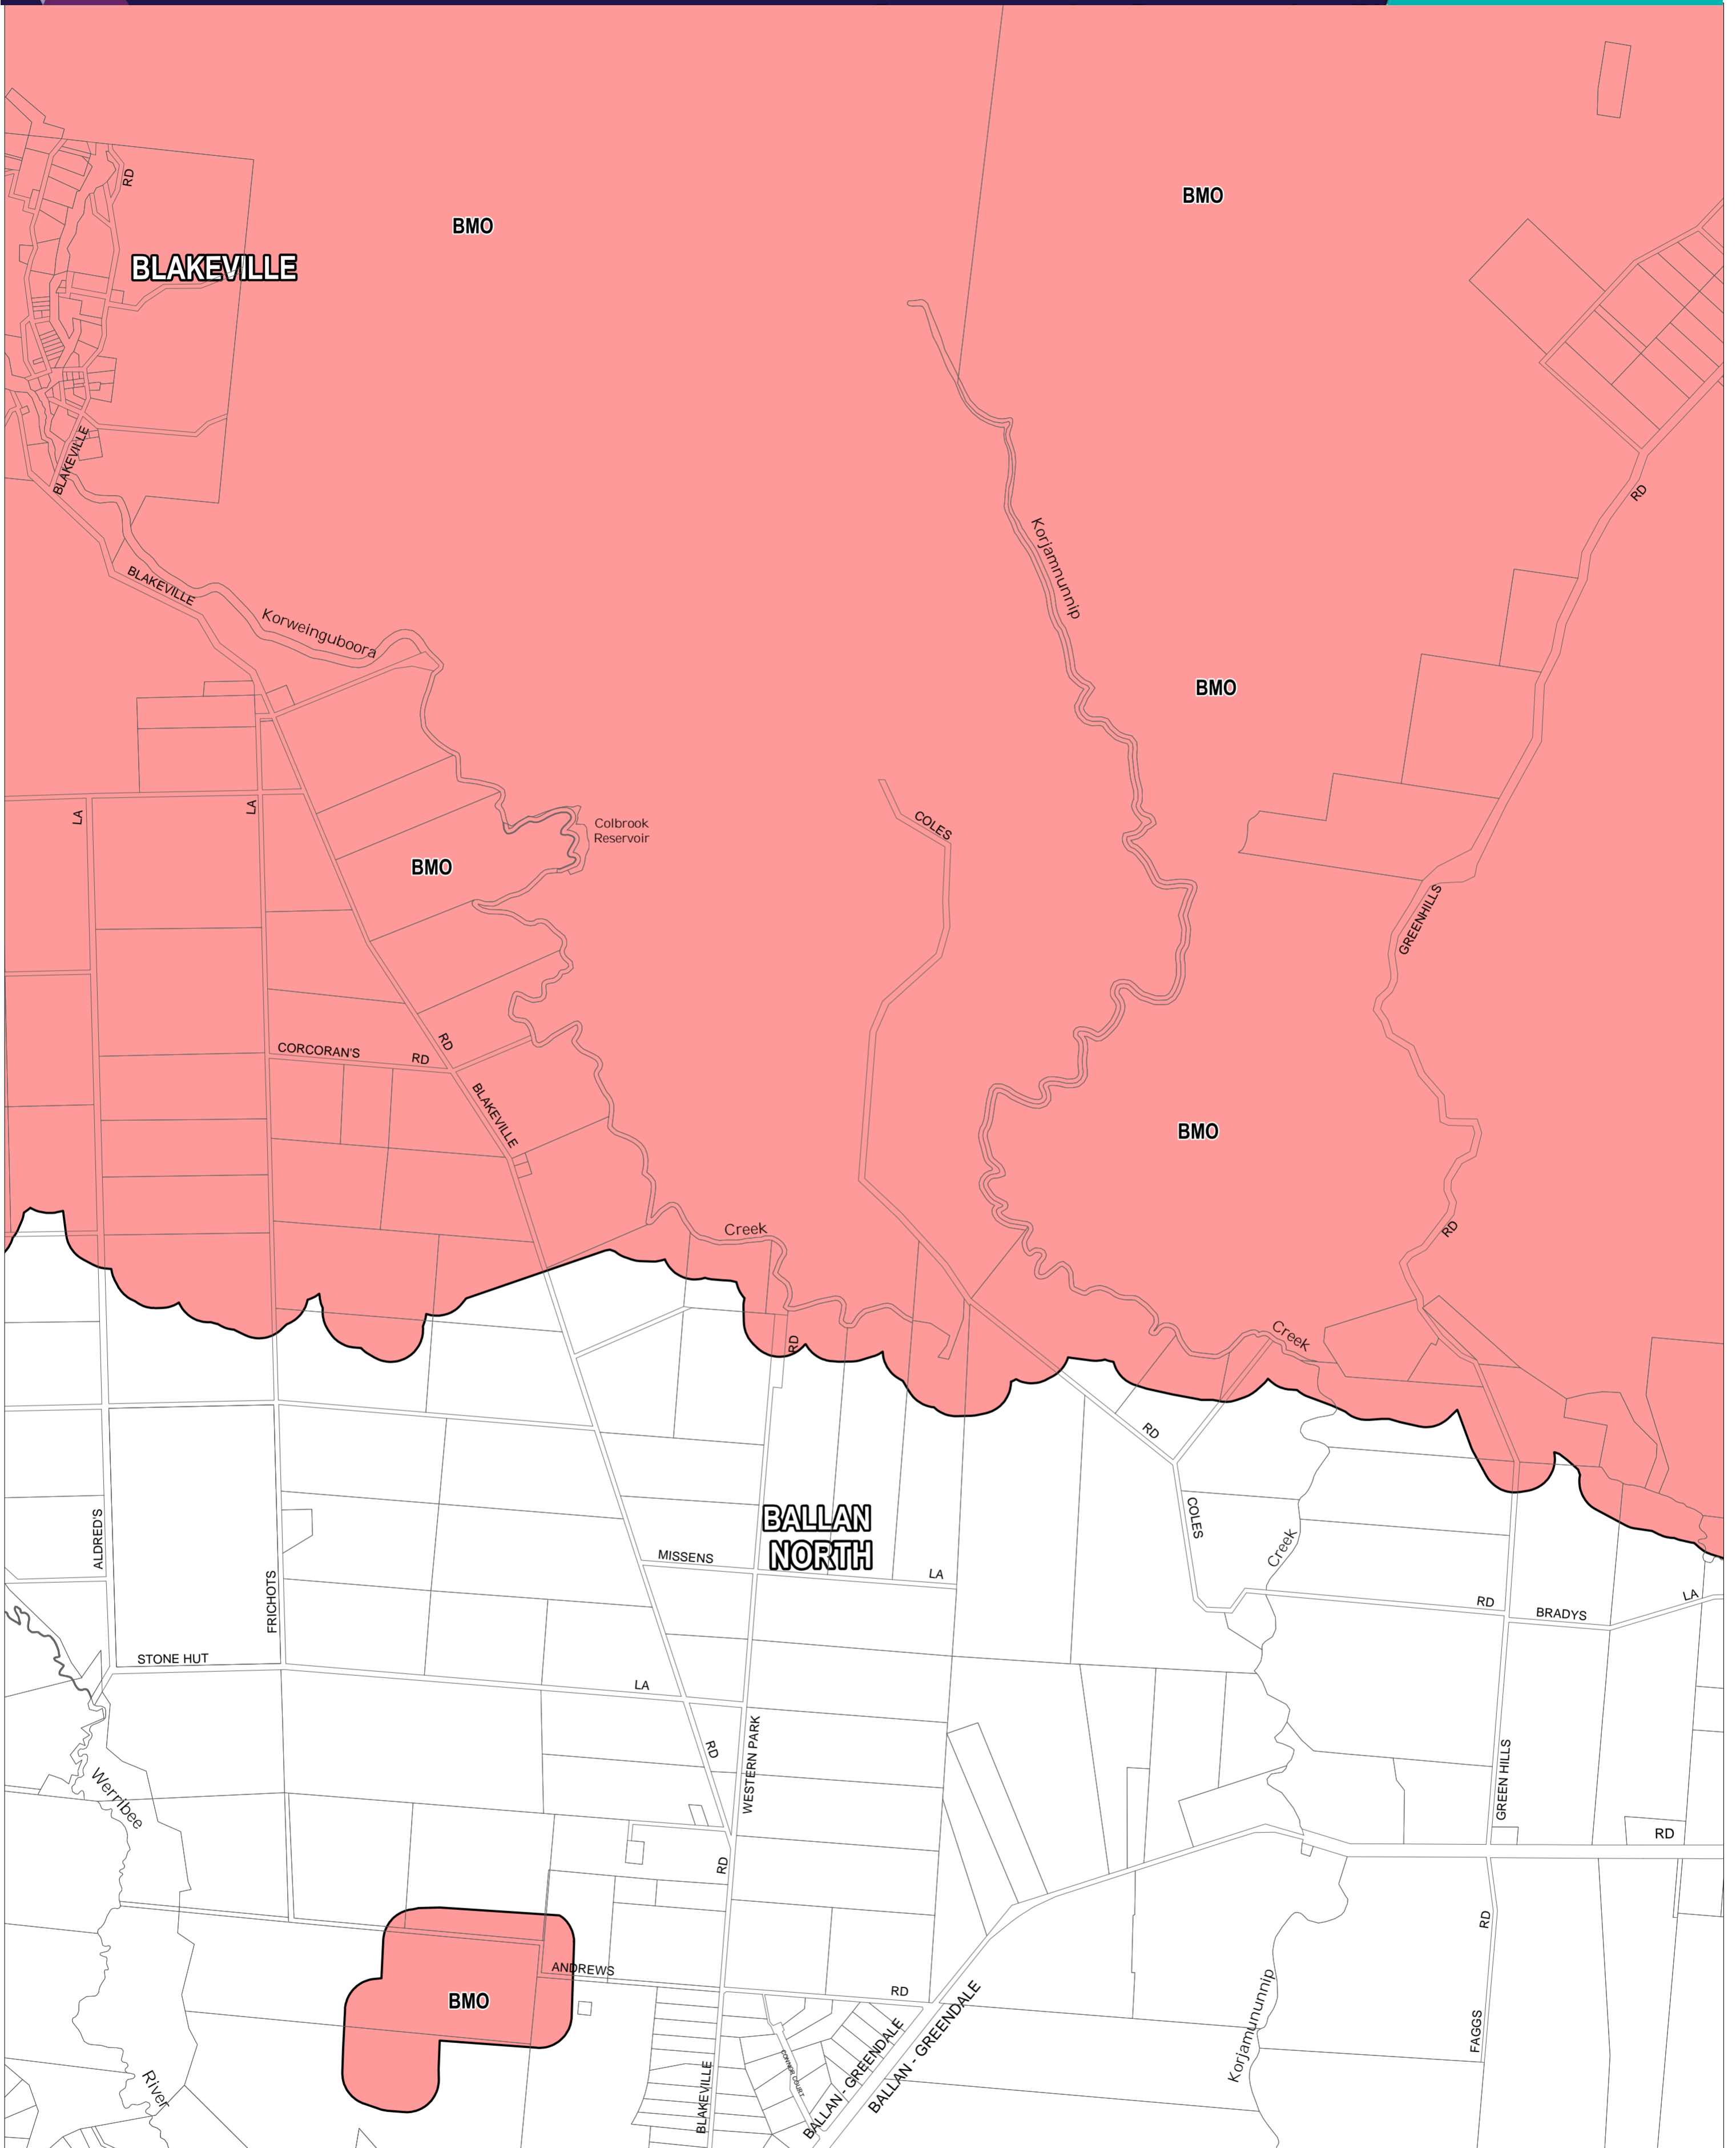 BMO
RD
BMO
BLAKEVILLE
BLAKEVILLE
RD
Korjamnunnip
BLAKEVILLE
Korweinguboora
BMO
LA
LA
COLES
Colbrook
Reservoir
BMO
GREENHILLS
RD
CORCORAN'S
RD
BLAKEVILLE
BMO
Creek
RD
Creek
RD
RD
COLES
BALLAN
NORTH
ALDRED'S
Creek
MISSENS
LA
FRICHOTS
RD
BRADYS
LA
STONE HUT
LA
RD
WESTERN PARK
GREEN HILLS
Werribee
RD
RD
RD
ANDREWS
RD
BMO
Korjamunnip
FAGGS
River
BLAKEVILLE
CONNOR COURT
BALLAN - GREENDALE
BALLAN - GREENDALE